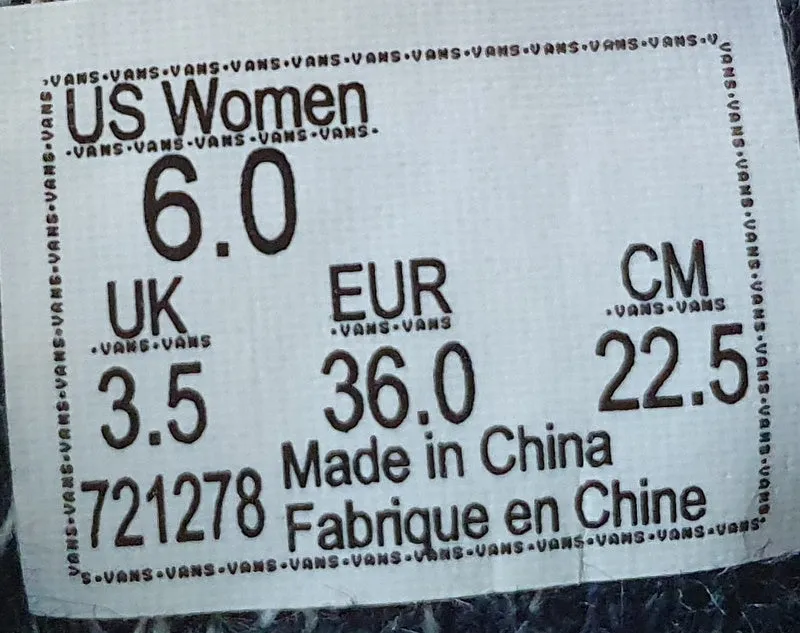 ·VANS·VANS·VANS·VANS·VANS·VANS·VANS·VANS·VANS·VANS·VANS·V
US Women
·VANS·VANS·VANS·VANS·VANS·
6.0
UK EUR CM
·VANS·VANS ·VANS·VANS ·VANS·VANS
3.5 36.0 22.5
721278 Made in China
Fabrique en Chine
S·VANS·VANS·VANS·VANS·VANS·VANS·VANS·VANS·VANS·VANS·VANS·